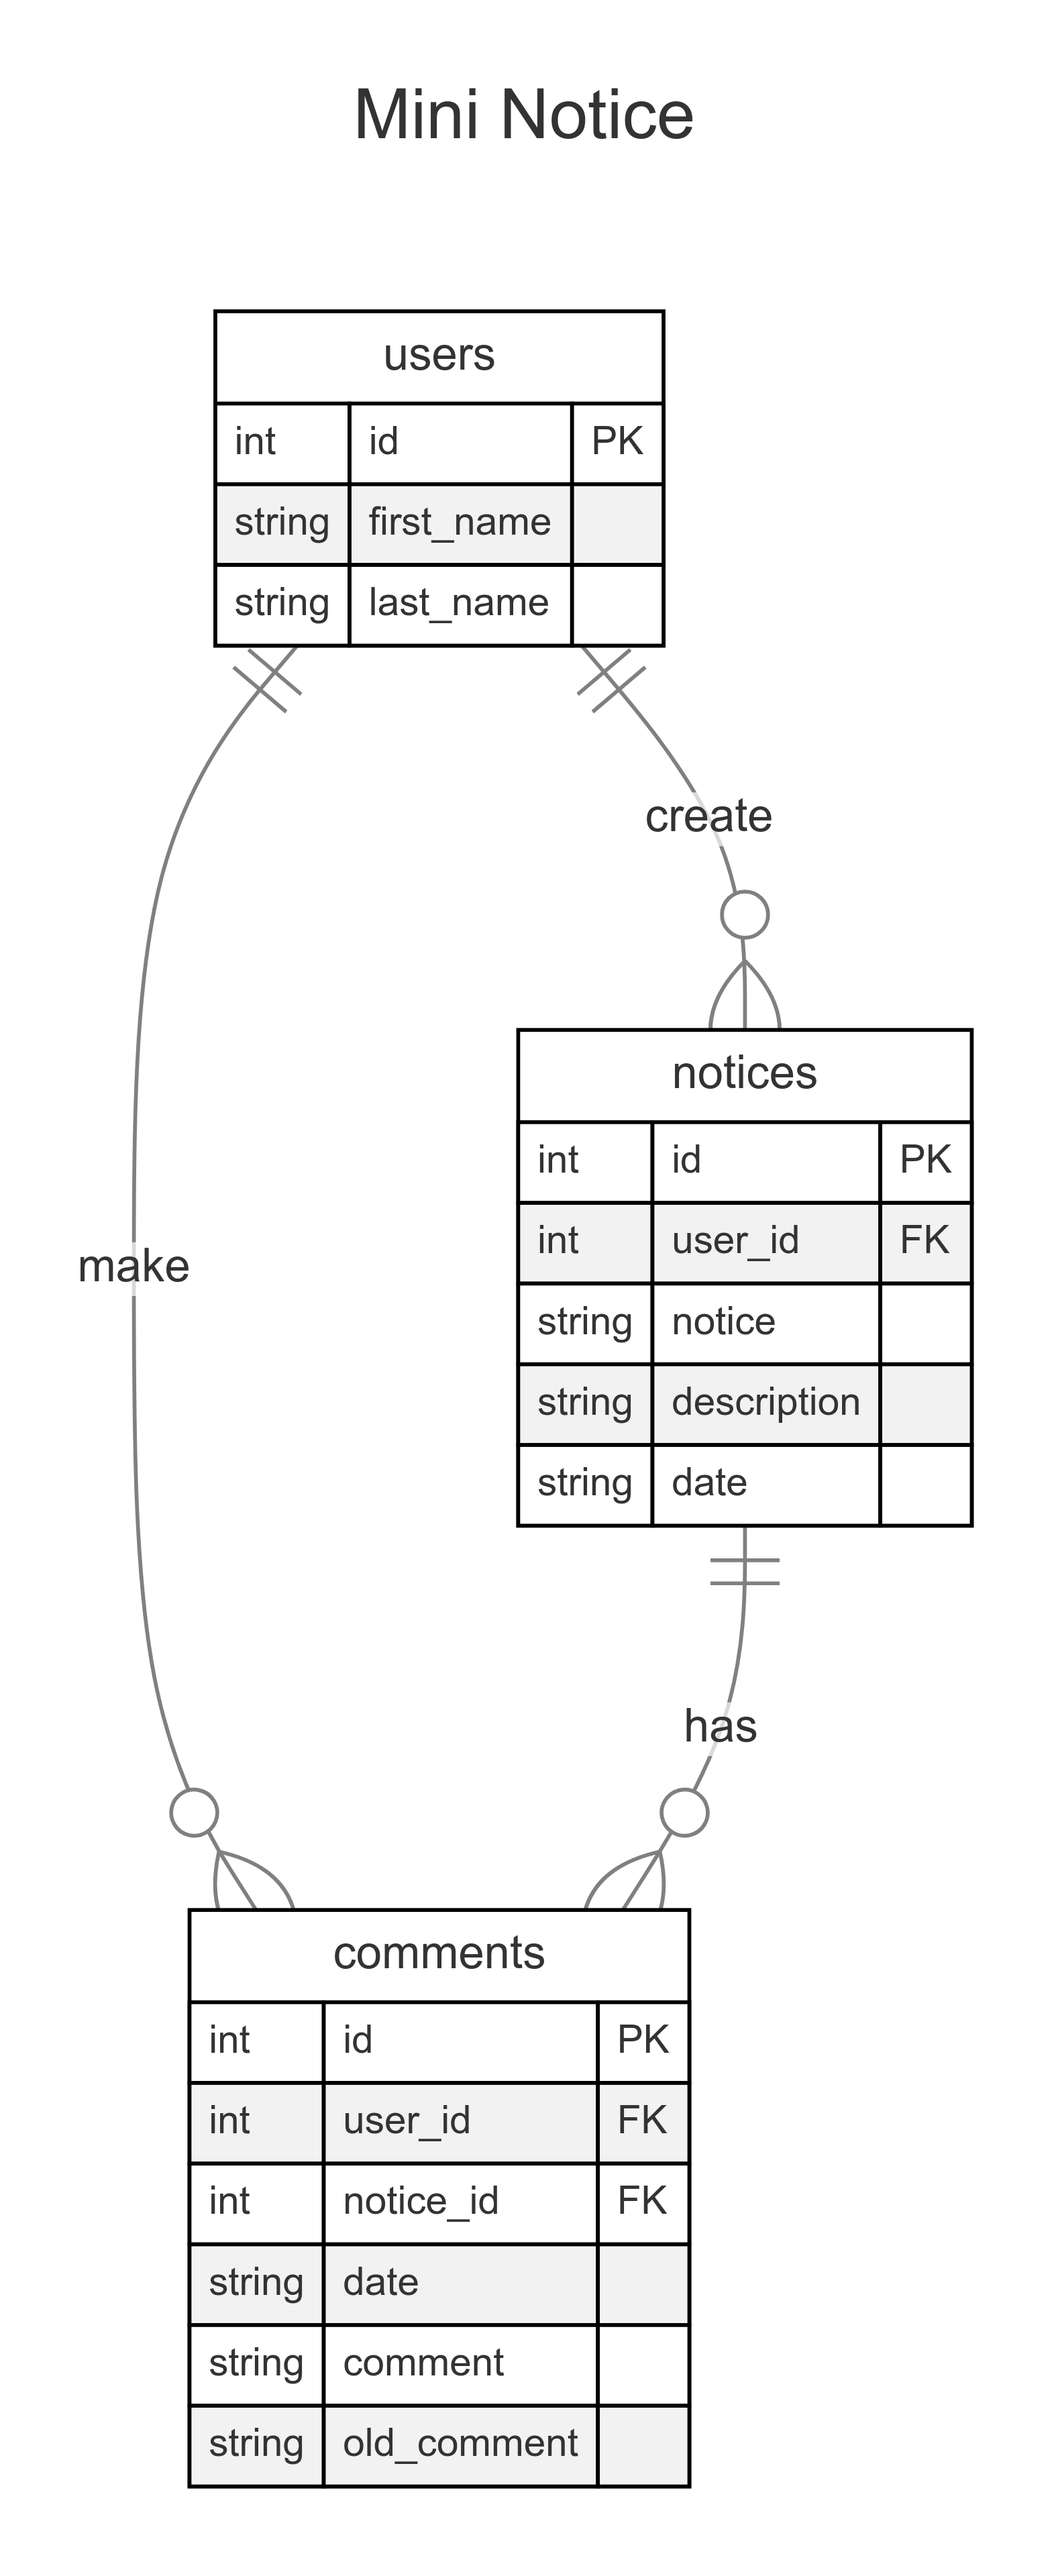 Mini Notice
users
int id PK
string first_name
string last_name
create
notices
int id PK
int user_id FK
string notice
string description
string date
make
has
comments
int id PK
int user_id FK
int notice_id FK
string date
string comment
string old_comment